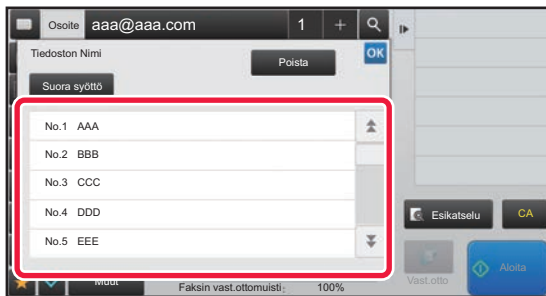 Osoite aaa@aaa.com 1 +
Tiedoston Nimi
Poista
OK
Suora syöttö
No.1 AAA
No.2 BBB
No.3 CCC
No.4 DDD
No.5 EEE
Esikatselu
CA
Muut
Faksin vast.ottomuisti: 100%
Vast.otto
Aloita